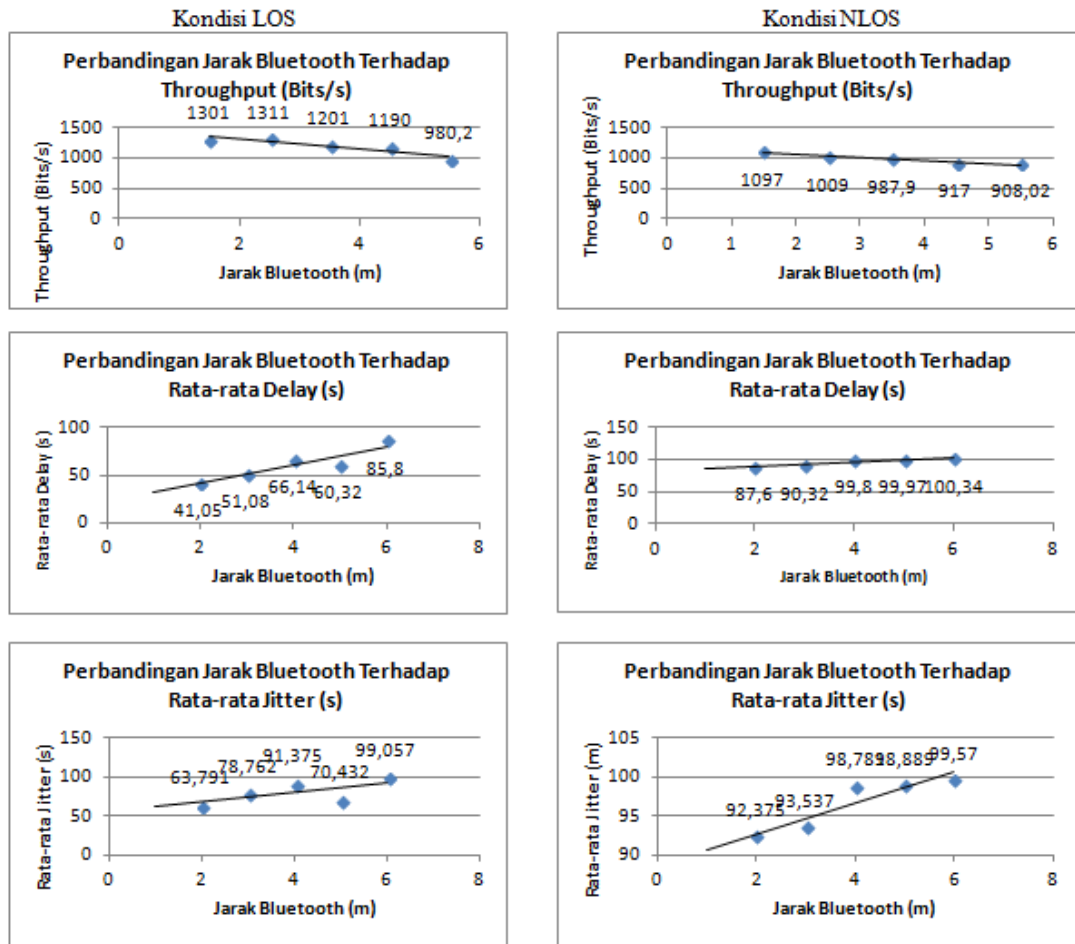 Kondisi LOS
Perbandingan Jarak Bluetooth Terhadap
Throughput (Bits/s)
1301 1311 1201 1190 980,2
1500
1000
500
0
0 2 4 6
Throughput (Bits/s)
Jarak Bluetooth (m)
Kondisi NLOS
Perbandingan Jarak Bluetooth Terhadap
Throughput (Bits/s)
1500
1000
500
0
1097 1009 987,9 917 908,02
0 1 2 3 4 5 6
Throughput (Bits/s)
Jarak Bluetooth (m)
Perbandingan Jarak Bluetooth Terhadap
Rata-rata Delay (s)
100
50
0
41,05 51,08 66,14 60,32 85,8
0 2 4 6 8
Rata-rata Delay (s)
Jarak Bluetooth (m)
Perbandingan Jarak Bluetooth Terhadap
Rata-rata Delay (s)
150
100
50
0
87,6 90,32 99,8 99,97 100,34
0 2 4 6 8
Rata-rata Delay (s)
Jarak Bluetooth (m)
Perbandingan Jarak Bluetooth Terhadap
Rata-rata Jitter (s)
150
100
50
0
63,791 78,762 91,375 70,432 99,057
0 2 4 6 8
Rata-rata Jitter (s)
Jarak Bluetooth (m)
Perbandingan Jarak Bluetooth Terhadap
Rata-rata Jitter (s)
105
100
95
90
92,375 93,537 98,789 98,889 99,57
0 2 4 6 8
Rata-rata Jitter (m)
Jarak Bluetooth (m)